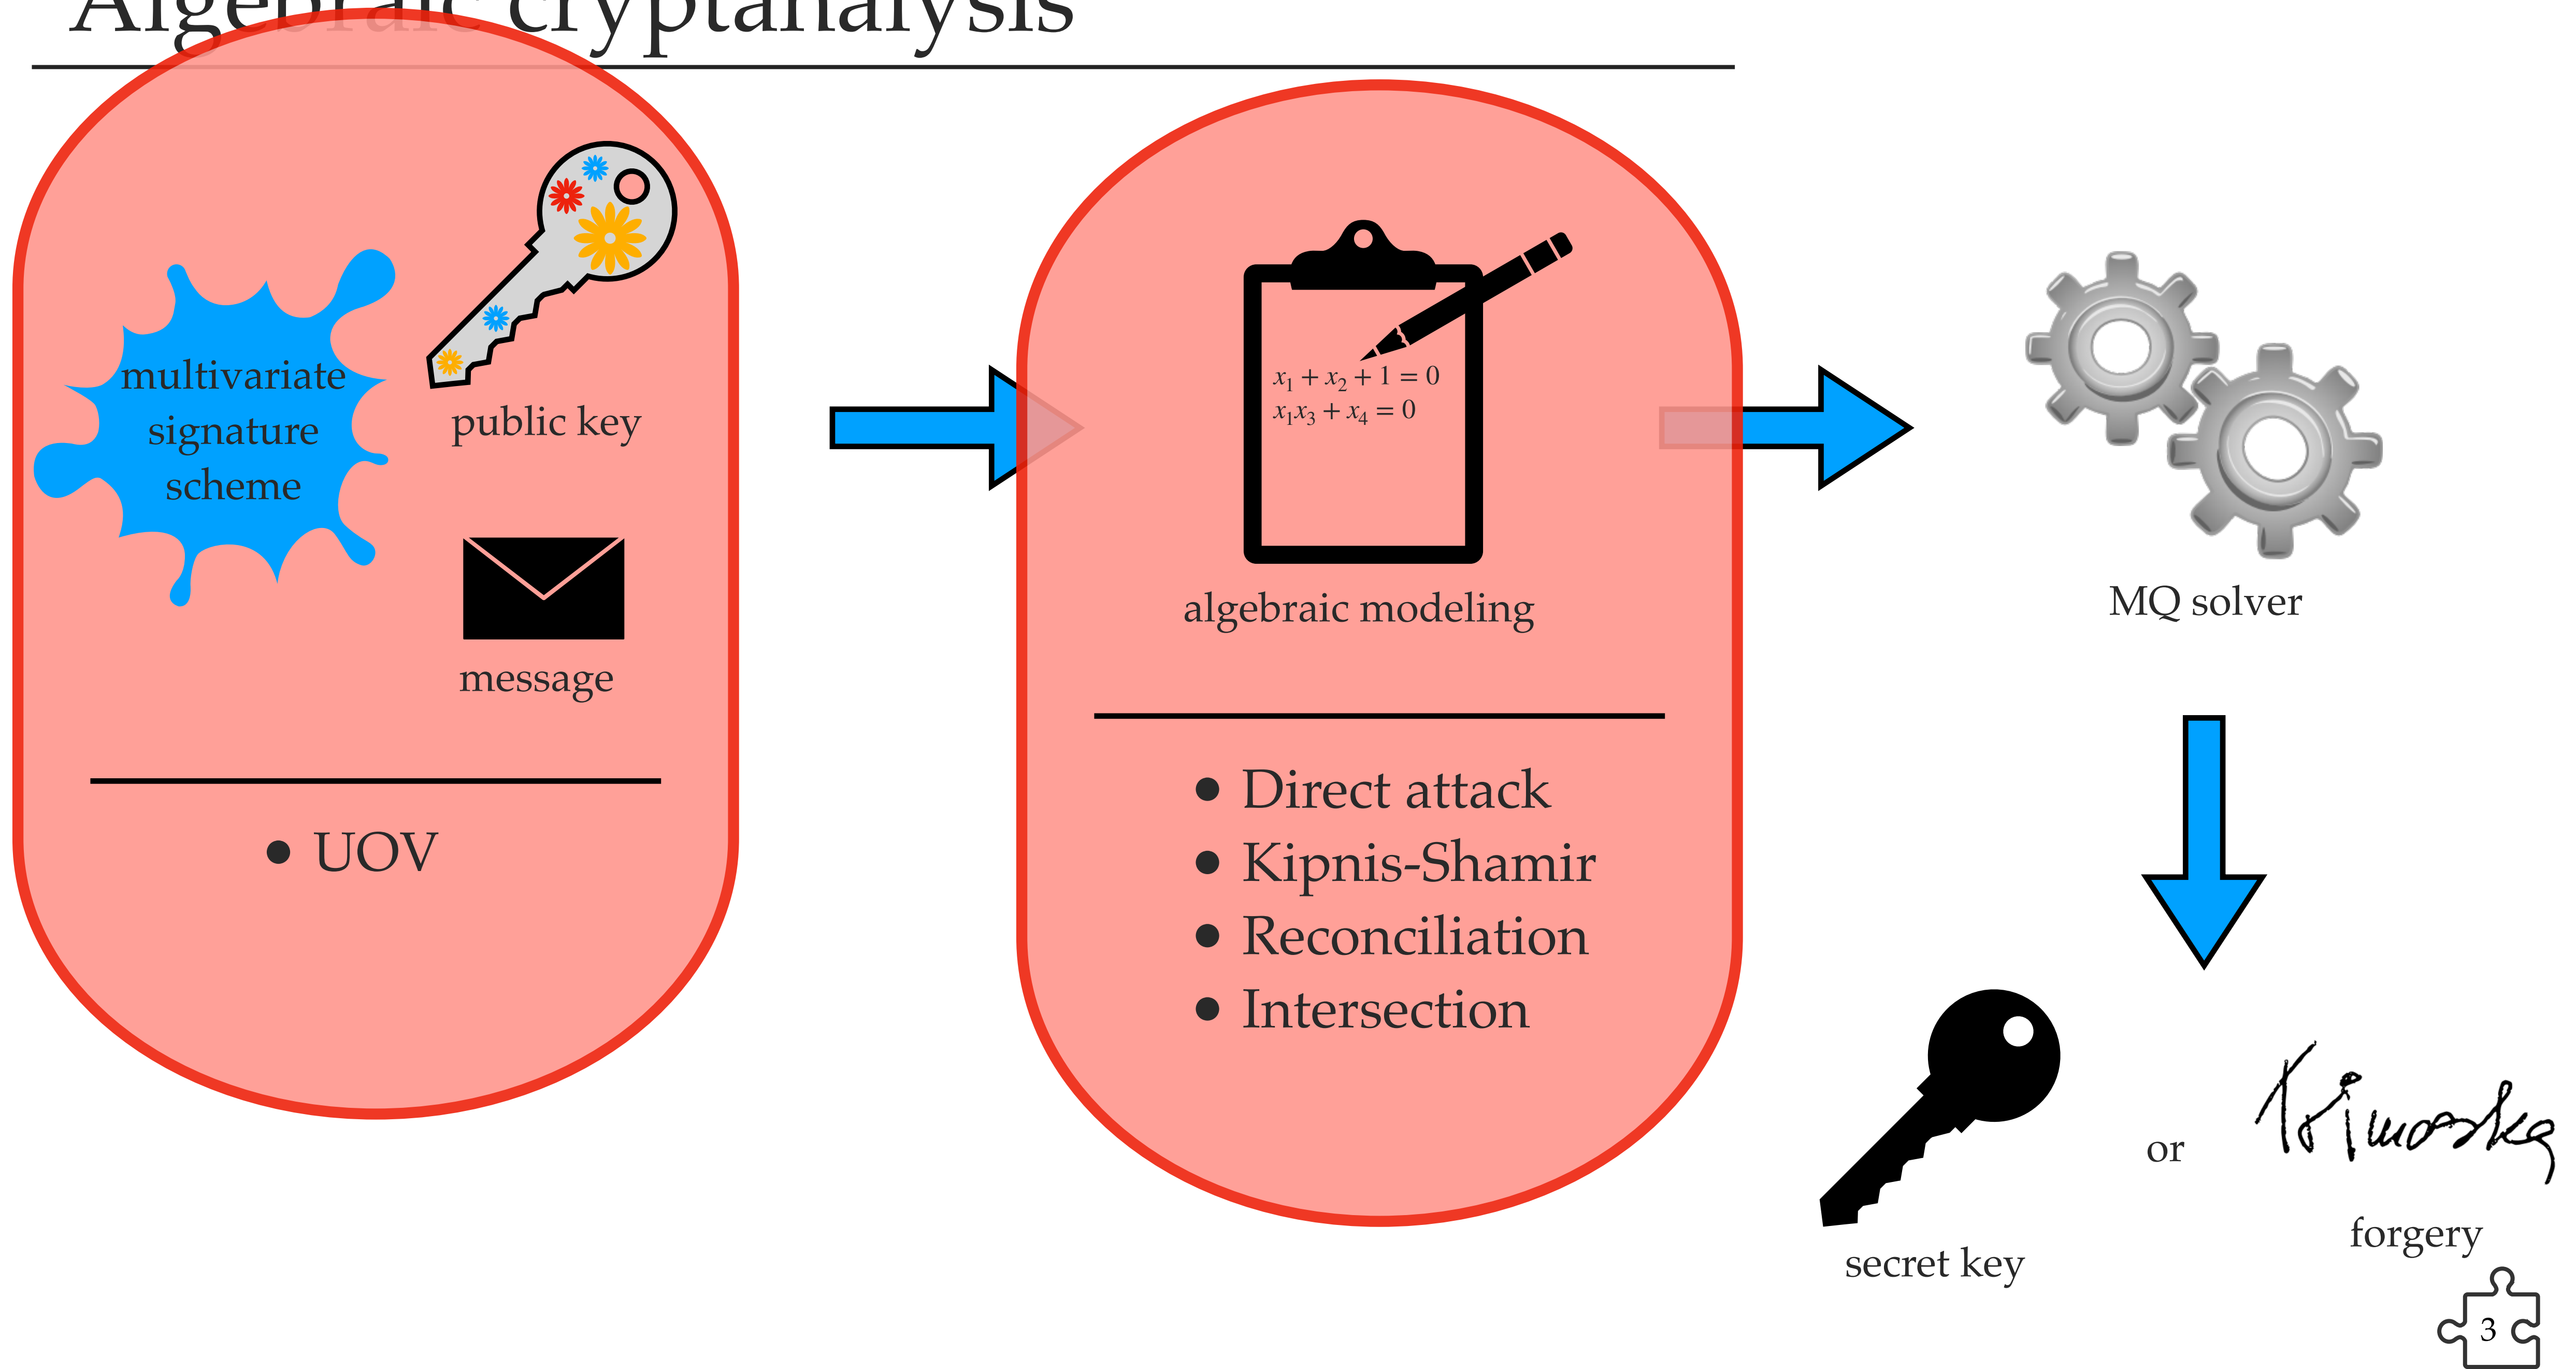 Algebraic cryptanalysis
multivariate
signature
scheme
public key
message
• UOV
x₁ + x₂ + 1 = 0
x₁x₃ + x₄ = 0
algebraic modeling
• Direct attack
• Kipnis-Shamir
• Reconciliation
• Intersection
MQ solver
secret key
or
forgery
3